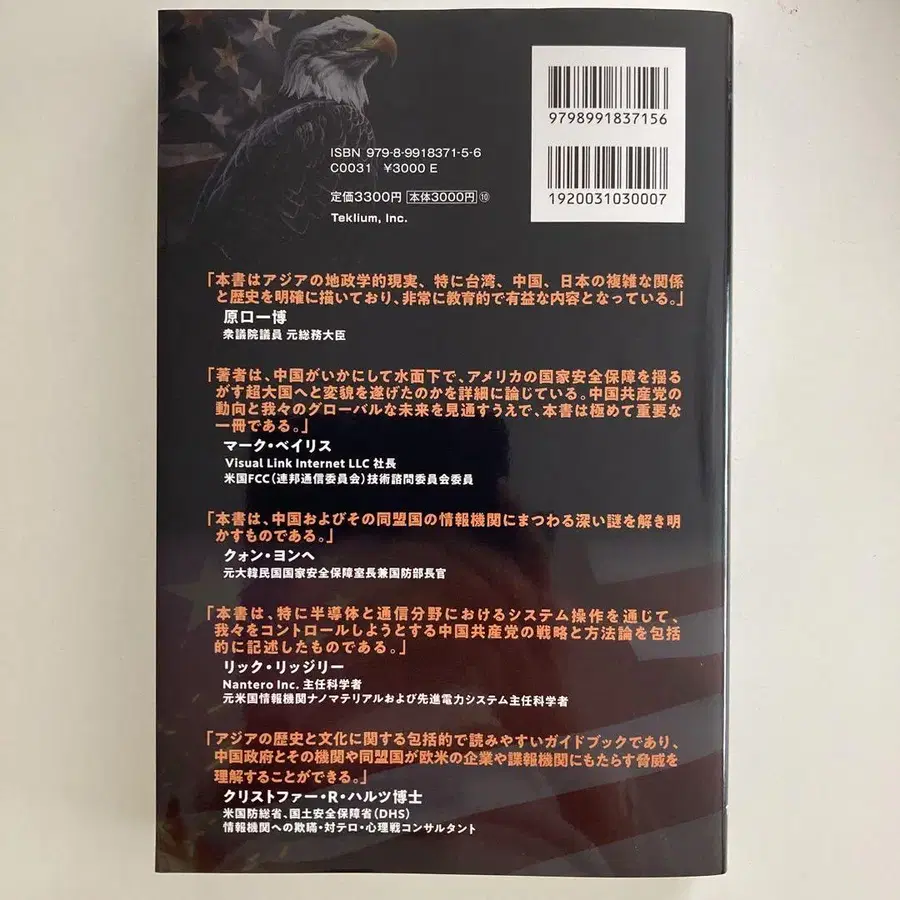 9798991837156
ISBN 979-8-9918371-5-6
C0031 ¥3000 E
1920031030007
定価3300円 本体3000円 ⑩
Teklium, Inc.
「本書はアジアの地政学的現実、特に台湾、中国、日本の複雑な関係
と歴史を明確に描いており、非常に教育的で有益な内容となっている。」
原口一博
衆議院議員 元総務大臣
「著者は、中国がいかにして水面下で、アメリカの国家安全保障を揺る
がす超大国へと変貌を遂げたのかを詳細に論じている。中国共産党の
動向と我々のグローバルな未来を見通すうえで、本書は極めて重要な
一冊である。」
マーク・ベイリス
Visual Link Internet LLC 社長
米国FCC(連邦通信委員会)技術諮問委員会委員
「本書は、中国およびその同盟国の情報機関にまつわる深い謎を解き明
かすものである。」
クォン・ヨンヘ
元大韓民国国家安全保障室長兼国防部長官
「本書は、特に半導体と通信分野におけるシステム操作を通じて、
我々をコントロールしようとする中国共産党の戦略と方法論を包括
的に記述したものである。」
リック・リッジリー
Nantero Inc. 主任科学者
元米国情報機関ナノマテリアルおよび先進電力システム主任科学者
「アジアの歴史と文化に関する包括的で読みやすいガイドブックであり、
中国政府とその機関や同盟国が欧米の企業や諜報機関にもたらす脅威を
理解することができる。」
クリストファー・R・ハルツ博士
米国防総省、国土安全保障省(DHS)
情報機関への欺瞞・対テロ・心理戦コンサルタント